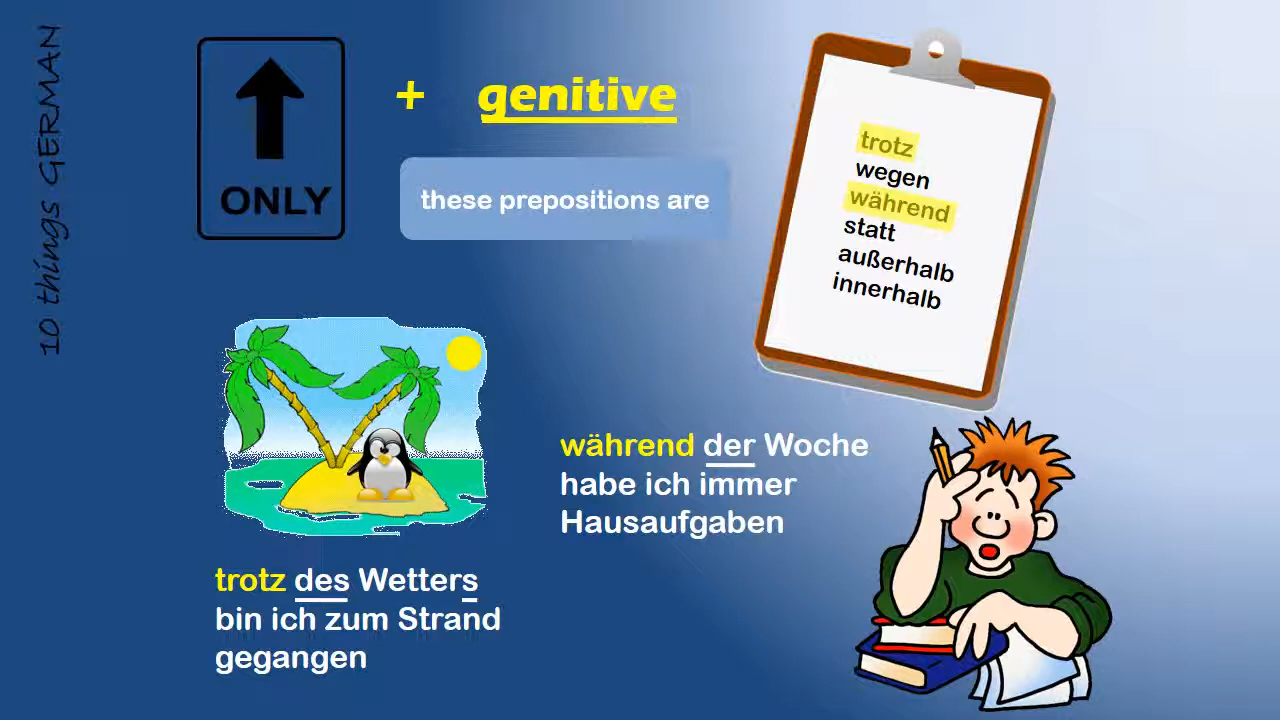 10 things GERMAN
ONLY
+ genitive
these prepositions are
trotz
wegen
während
statt
außerhalb
innerhalb
während der Woche
habe ich immer
Hausaufgaben
trotz des Wetters
bin ich zum Strand
gegangen